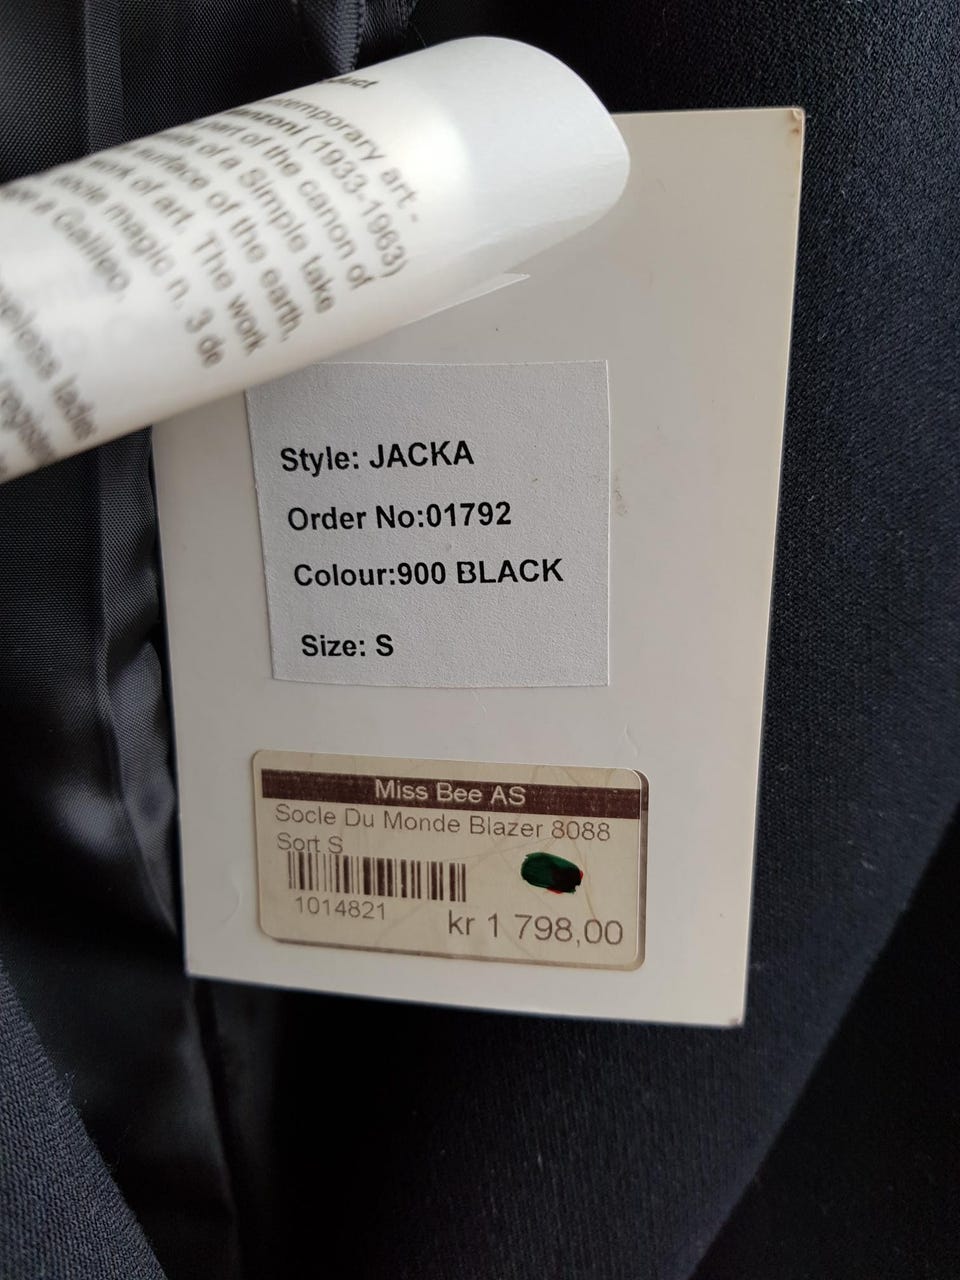 temporary art -
(1933-1963)
part of the canon of
of a Simple take
surface of the earth,
work of art. The work
socle magic n. 3 de
a Galileo.
Style: JACKA
Order No:01792
Colour:900 BLACK
Size: S
Miss Bee AS
Socle Du Monde Blazer 8088
Sort S
1014821
kr 1 798,00